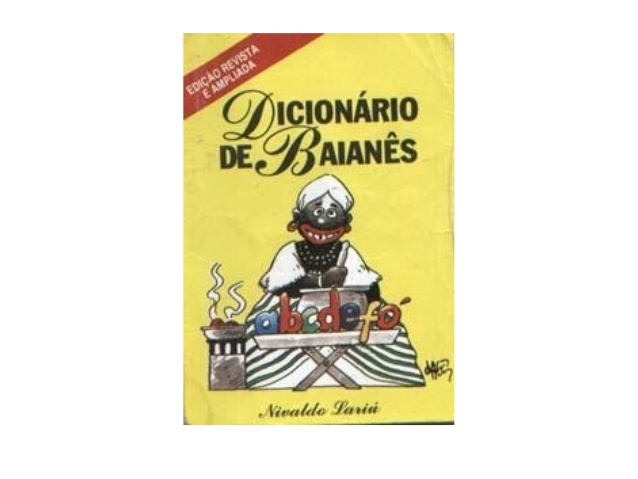 EDIÇÃO REVISTA
E AMPLIADA
DICIONÁRIO
DE BAIANÊS
abcdefó
Nivaldo Lariú